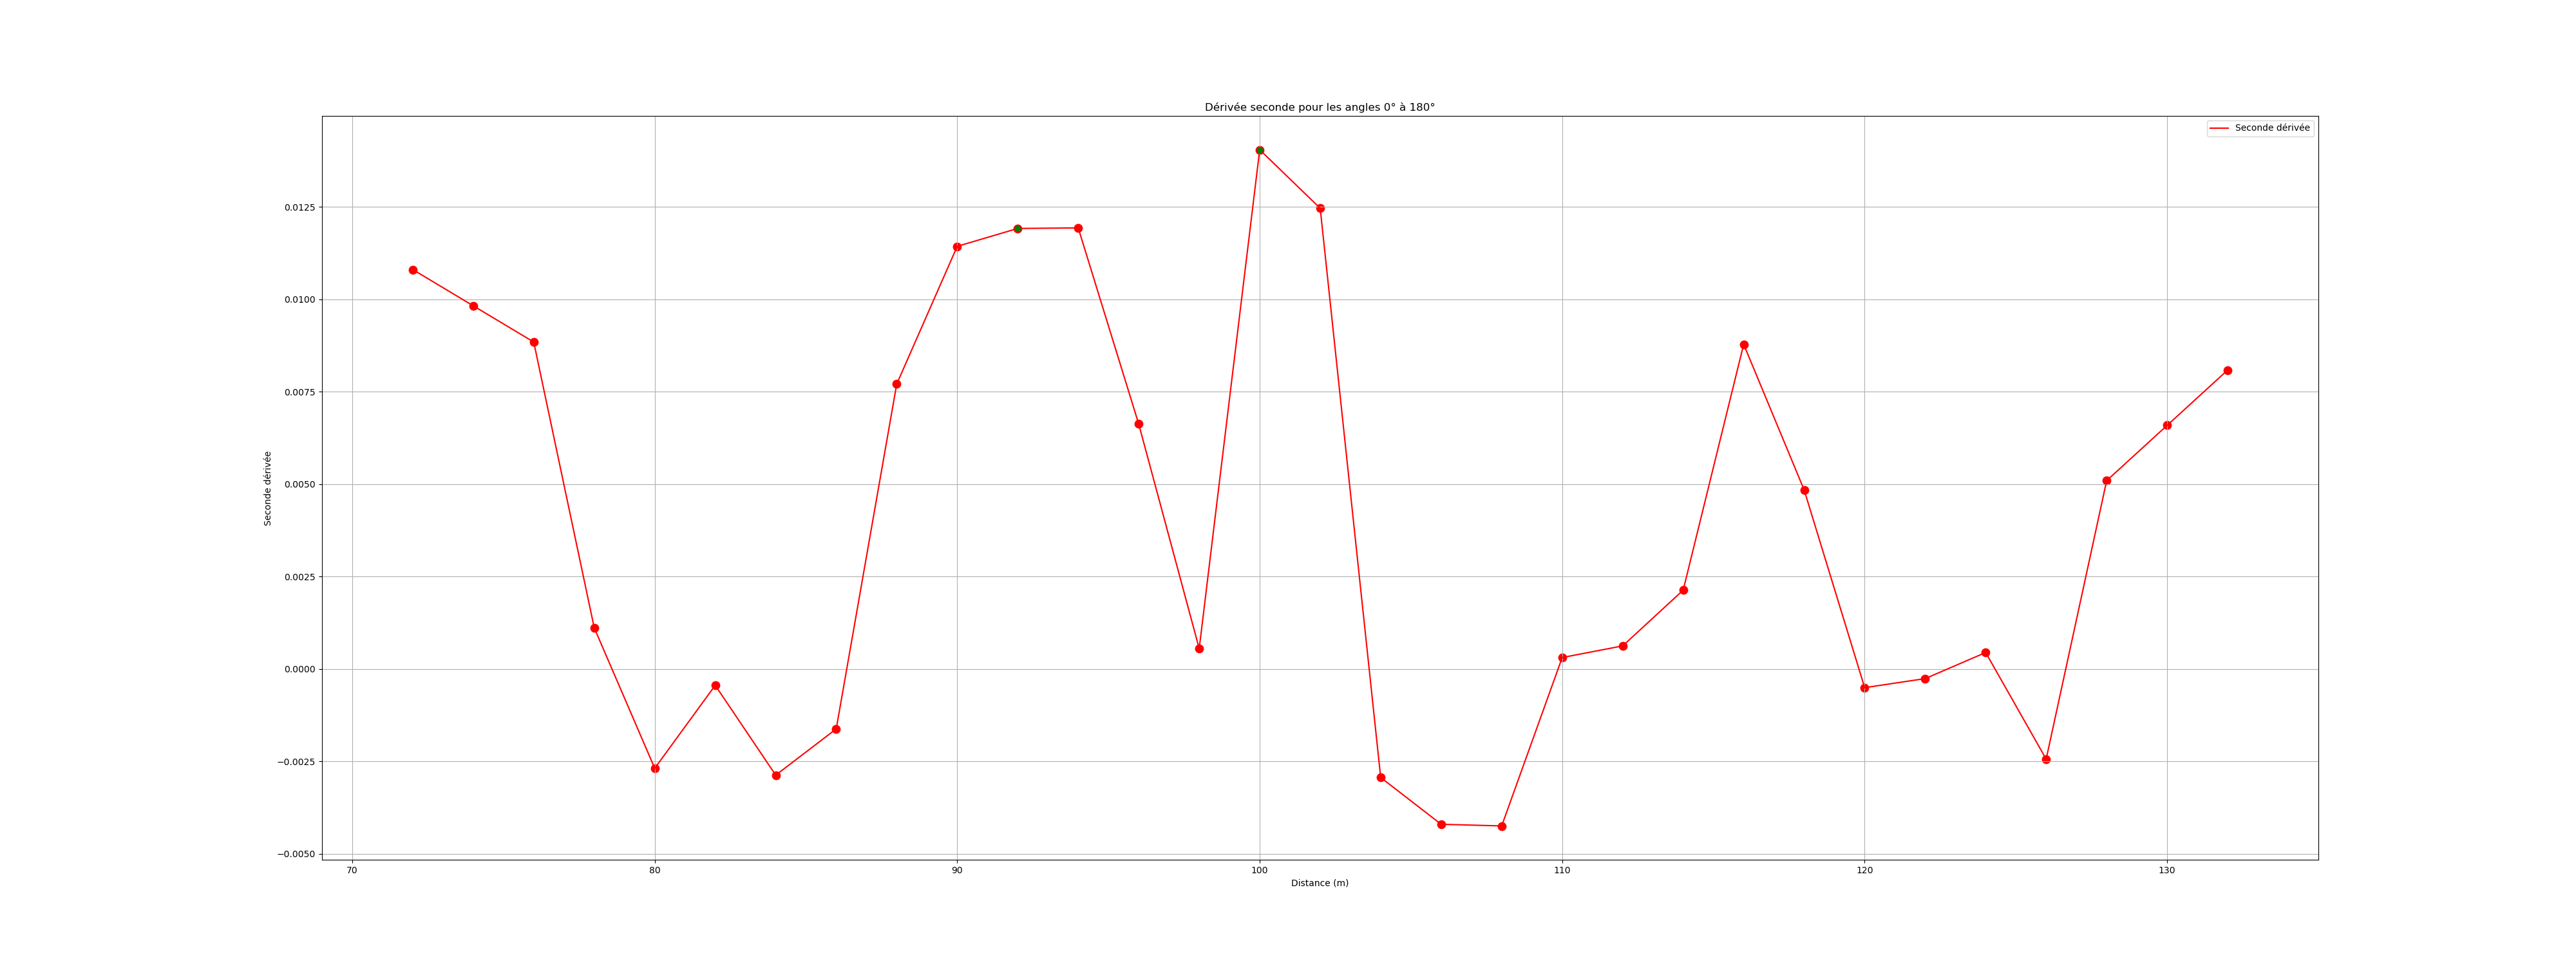 Dérivée seconde pour les angles 0° à 180°
Seconde dérivée
0.0125
0.0100
0.0075
0.0050
0.0025
0.0000
−0.0025
−0.0050
Seconde dérivée
70 80 90 100 110 120 130
Distance (m)